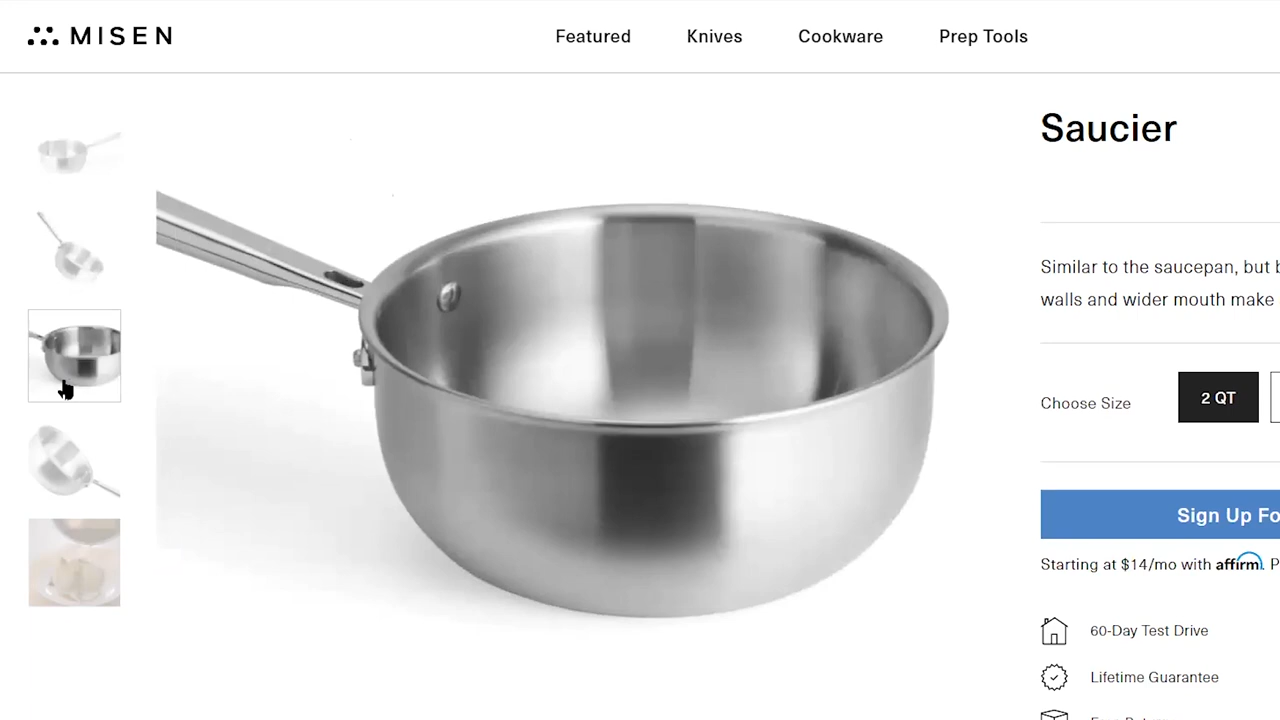 MISEN
Featured
Knives
Cookware
Prep Tools
Saucier
Similar to the saucepan, but
walls and wider mouth make
Choose Size
2 QT
Sign Up
Starting at $14/mo with affirm.
60-Day Test Drive
Lifetime Guarantee